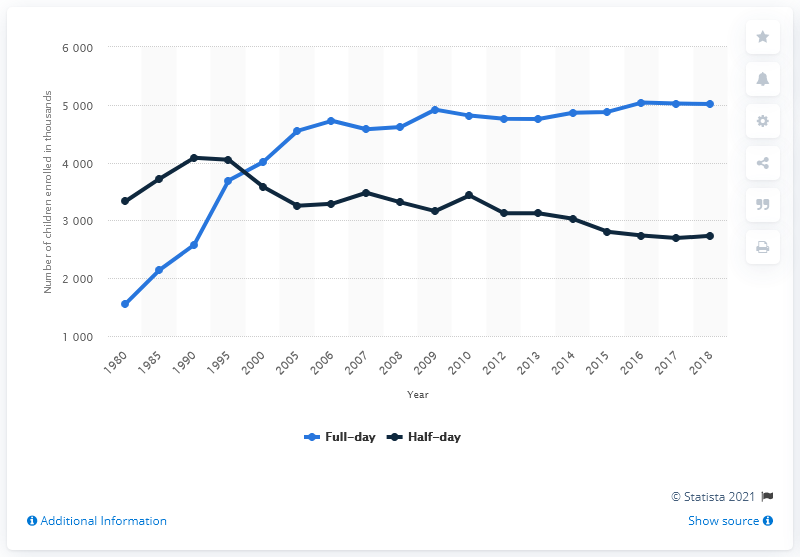 6 000
5 000
4 000
3 000
2 000
1 000
Number of children enrolled in thousands
1980 1985 1990 1995 2000 2005 2006 2007 2008 2009 2010 2012 2013 2014 2015 2016 2017 2018
Year
Full-day Half-day
© Statista 2021
Additional Information Show source